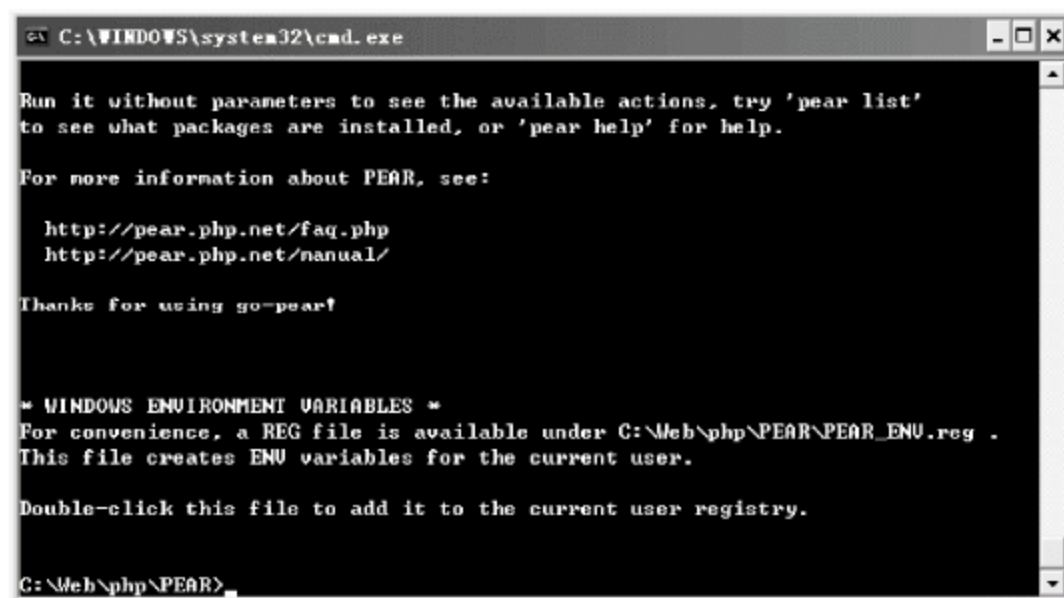 C:\WINDOWS\system32\cmd.exe
Run it without parameters to see the available actions, try 'pear list'
to see what packages are installed, or 'pear help' for help.
For more information about PEAR, see:
http://pear.php.net/faq.php
http://pear.php.net/manual/
Thanks for using go-pear!
* WINDOWS ENVIRONMENT VARIABLES *
For convenience, a REG file is available under C:\Web\php\PEAR\PEAR_ENV.reg .
This file creates ENV variables for the current user.
Double-click this file to add it to the current user registry.
C:\Web\php\PEAR>_